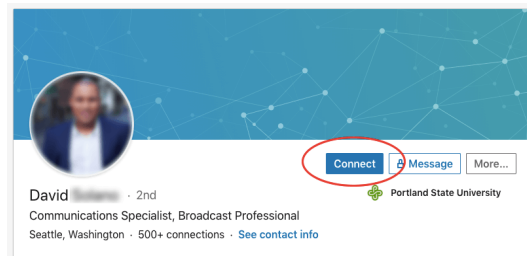 Connect
Message
More...
David · 2nd
Portland State University
Communications Specialist, Broadcast Professional
Seattle, Washington · 500+ connections · See contact info